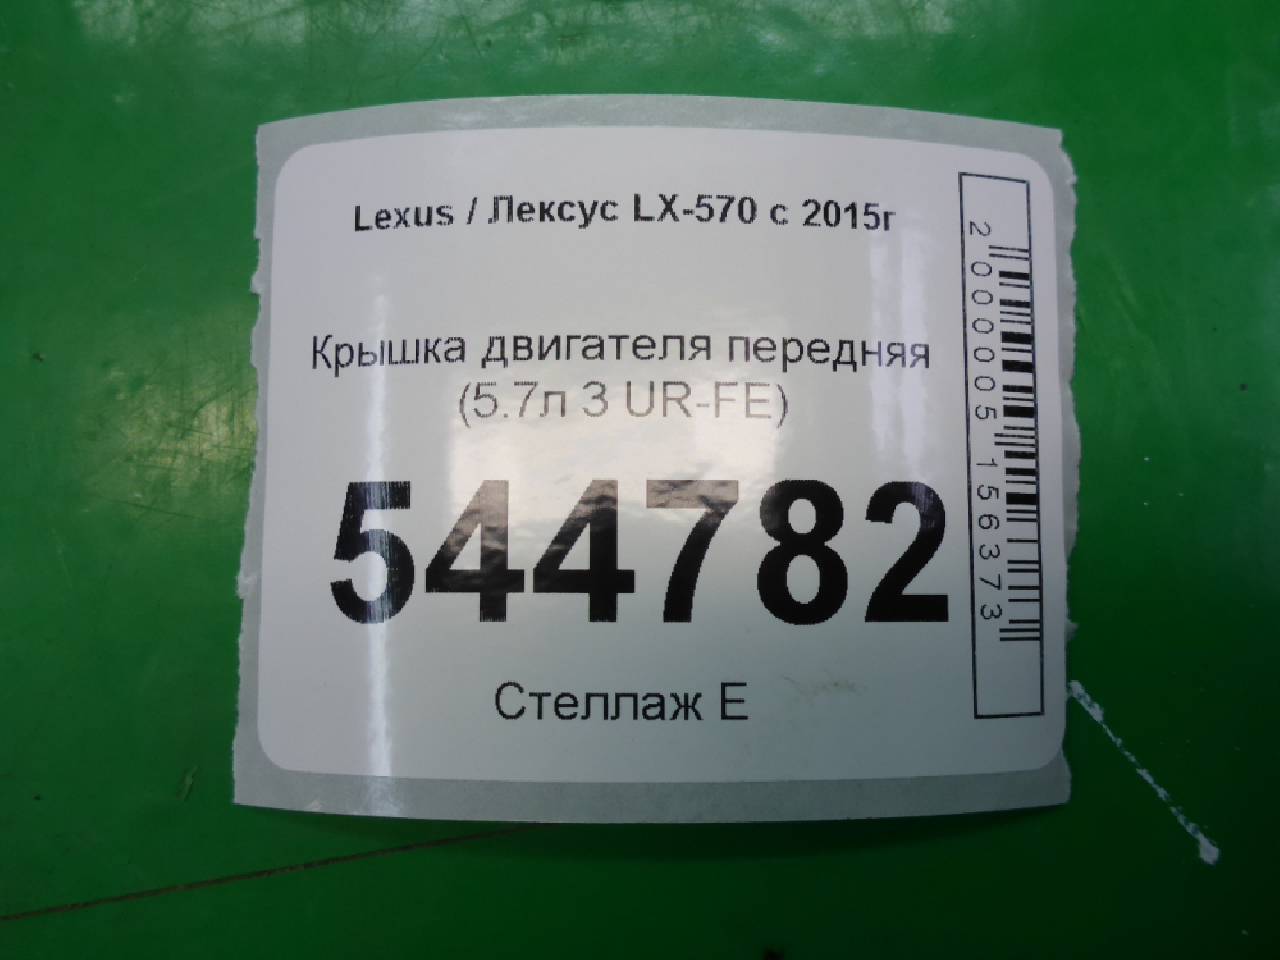 Lexus / Лексус LX-570 с 2015г
Крышка двигателя передняя
(5.7л 3 UR-FE)
544782
Стеллаж Е
2000005156373